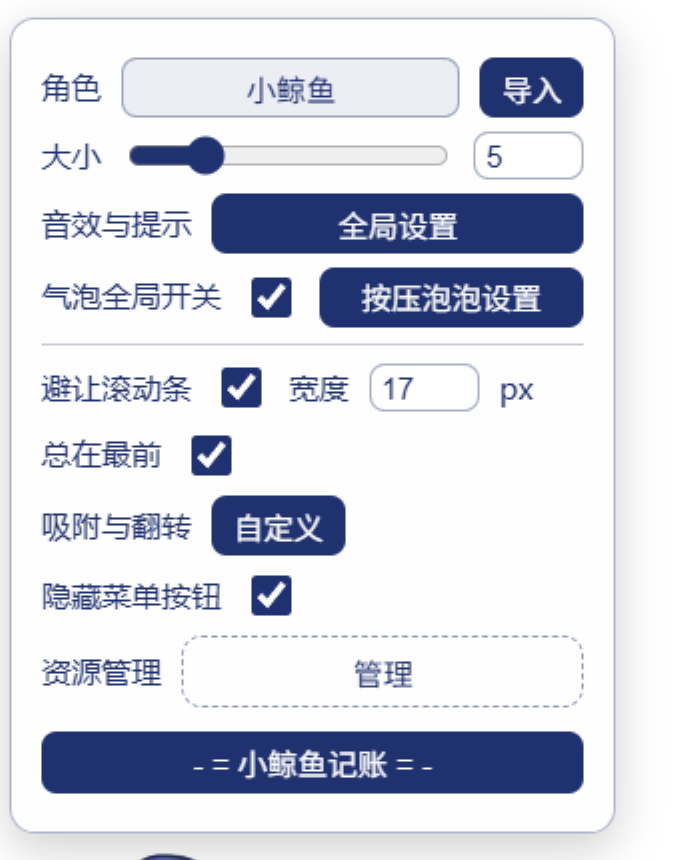 角色 小鲸鱼 导入
大小 5
音效与提示 全局设置
气泡全局开关 按压泡泡设置
避让滚动条 宽度 17 px
总在最前
吸附与翻转 自定义
隐藏菜单按钮
资源管理 管理
- = 小鲸鱼记账 = -